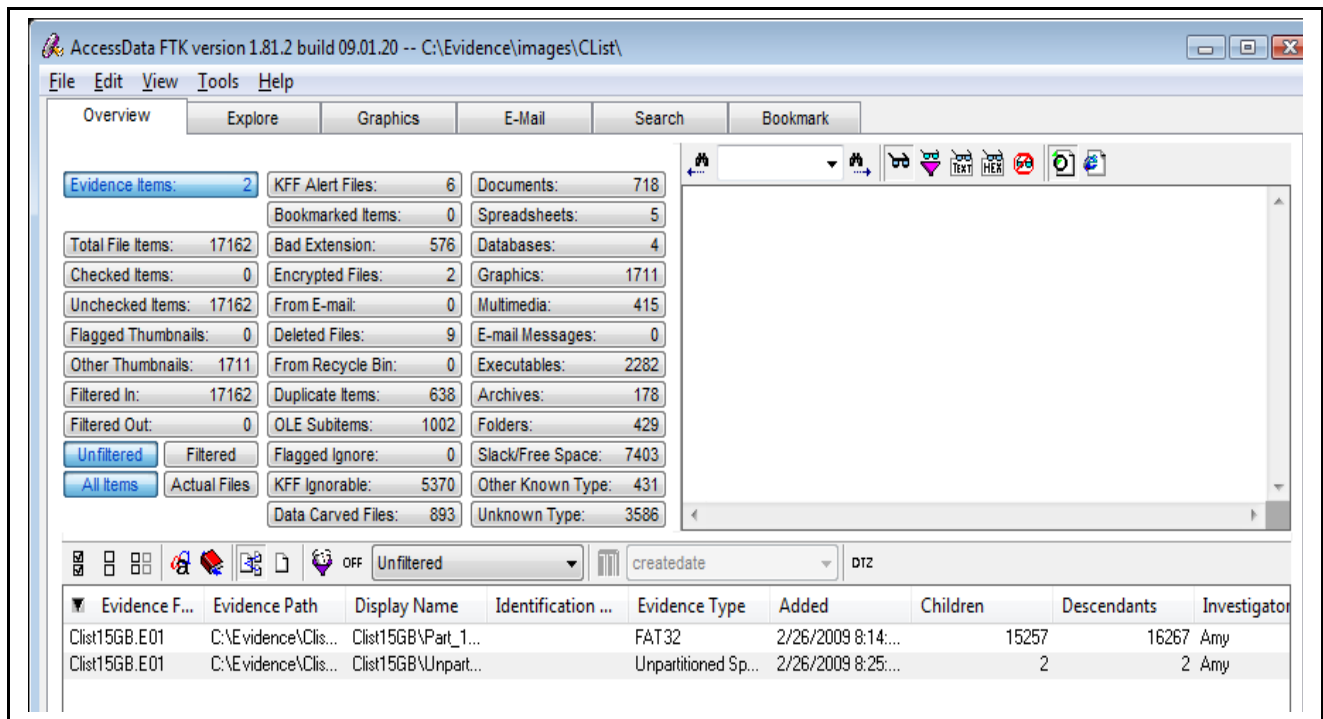 AccessData FTK version 1.81.2 build 09.01.20 -- C:\Evidence\images\CList\
File Edit View Tools Help
Overview Explore Graphics E-Mail Search Bookmark
Evidence Items: 2 KFF Alert Files: 6 Documents: 718
Bookmarked Items: 0 Spreadsheets: 5
Total File Items: 17162 Bad Extension: 576 Databases: 4
Checked Items: 0 Encrypted Files: 2 Graphics: 1711
Unchecked Items: 17162 From E-mail: 0 Multimedia: 415
Flagged Thumbnails: 0 Deleted Files: 9 E-mail Messages: 0
Other Thumbnails: 1711 From Recycle Bin: 0 Executables: 2282
Filtered In: 17162 Duplicate Items: 638 Archives: 178
Filtered Out: 0 OLE Subitems: 1002 Folders: 429
Unfiltered Filtered Flagged Ignore: 0 Slack/Free Space: 7403
All Items Actual Files KFF Ignorable: 5370 Other Known Type: 431
Data Carved Files: 893 Unknown Type: 3586
TEXT HEX
OFF Unfiltered createdate DTZ
Evidence F... Evidence Path Display Name Identification ... Evidence Type Added Children Descendants Investigator
Clist15GB.E01 C:\Evidence\Clis... Clist15GB\Part_1... FAT32 2/26/2009 8:14:... 15257 16267 Amy
Clist15GB.E01 C:\Evidence\Clis... Clist15GB\Unpart... Unpartitioned Sp... 2/26/2009 8:25:... 2 2 Amy